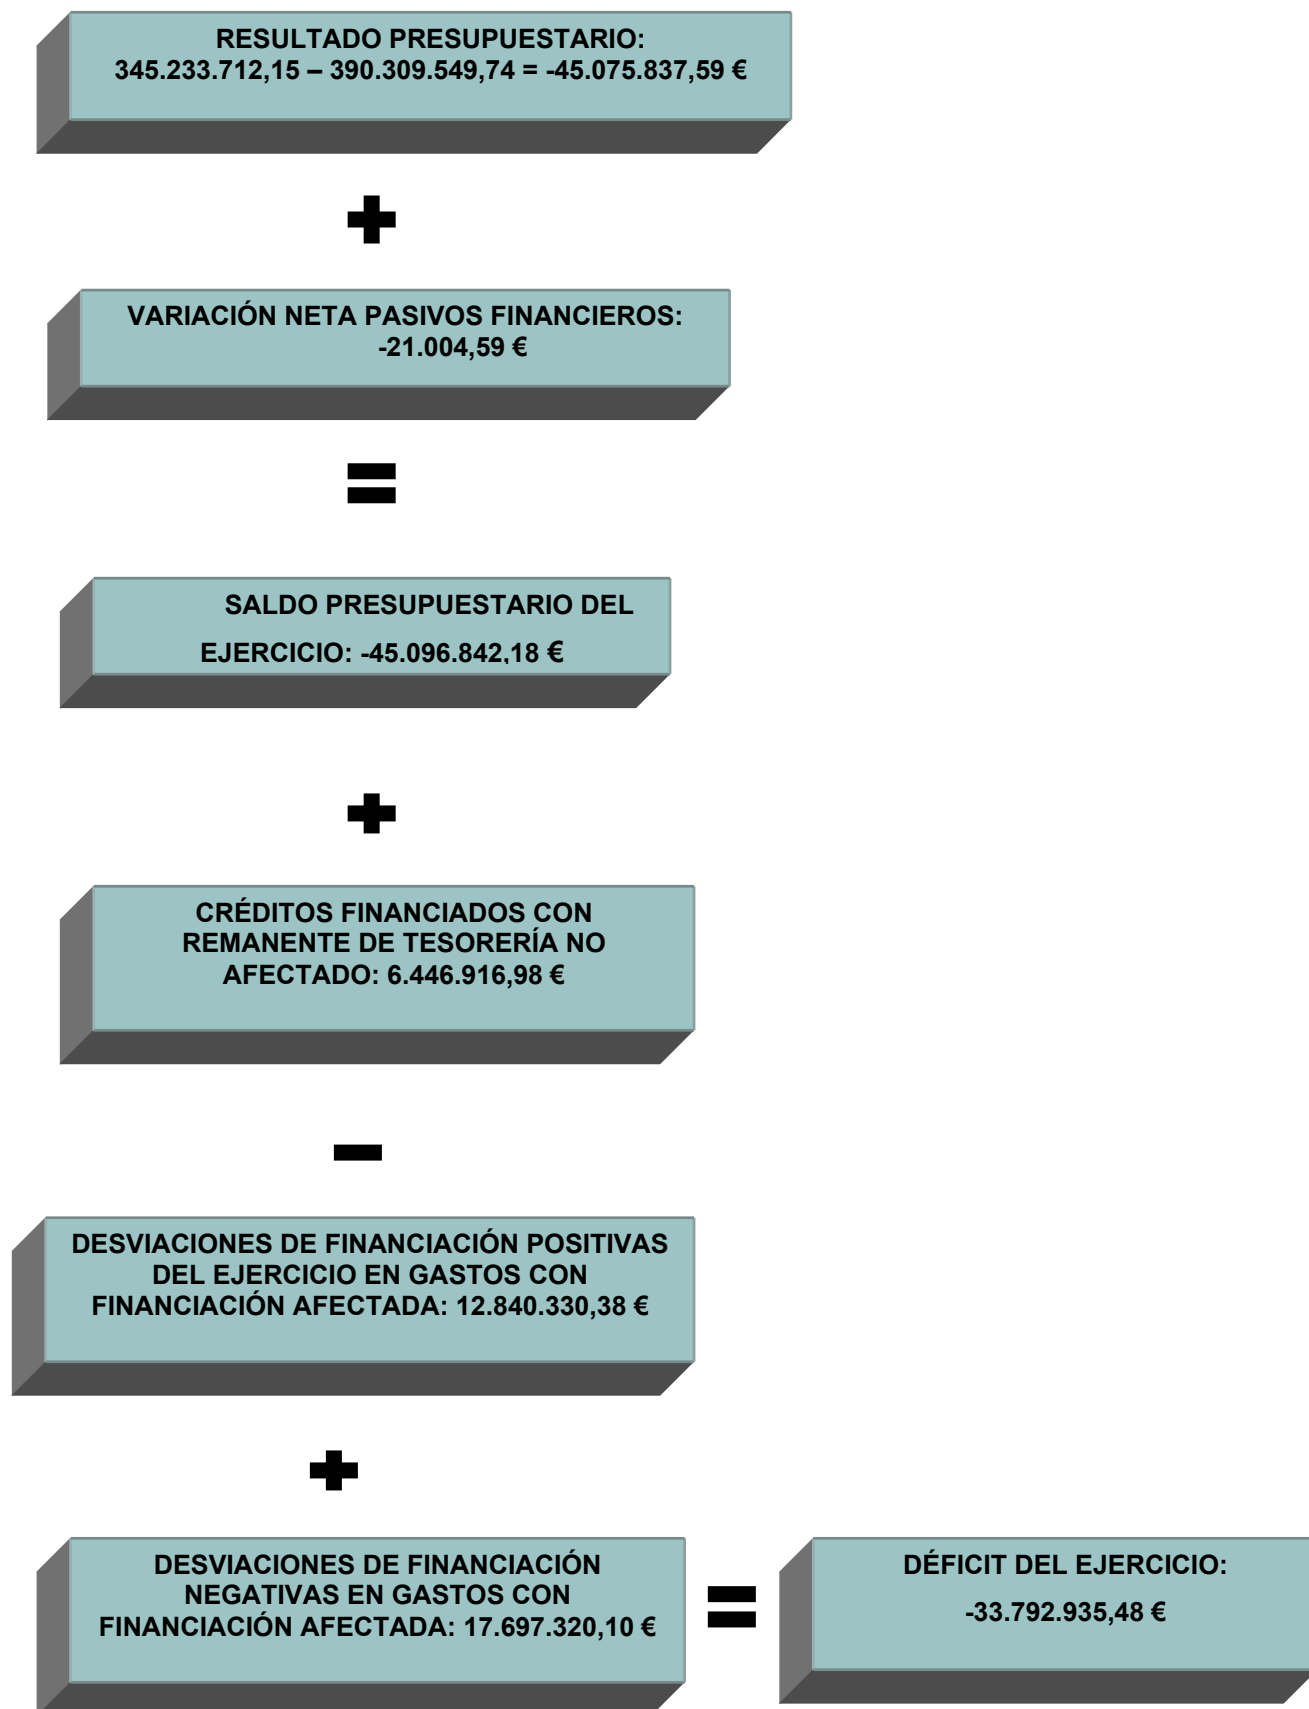 RESULTADO PRESUPUESTARIO:
345.233.712,15 – 390.309.549,74 = -45.075.837,59 €
+
VARIACIÓN NETA PASIVOS FINANCIEROS:
-21.004,59 €
=
SALDO PRESUPUESTARIO DEL
EJERCICIO: -45.096.842,18 €
+
CRÉDITOS FINANCIADOS CON
REMANENTE DE TESORERÍA NO
AFECTADO: 6.446.916,98 €
–
DESVIACIONES DE FINANCIACIÓN POSITIVAS
DEL EJERCICIO EN GASTOS CON
FINANCIACIÓN AFECTADA: 12.840.330,38 €
+
DESVIACIONES DE FINANCIACIÓN
NEGATIVAS EN GASTOS CON
FINANCIACIÓN AFECTADA: 17.697.320,10 €
=
DÉFICIT DEL EJERCICIO:
-33.792.935,48 €